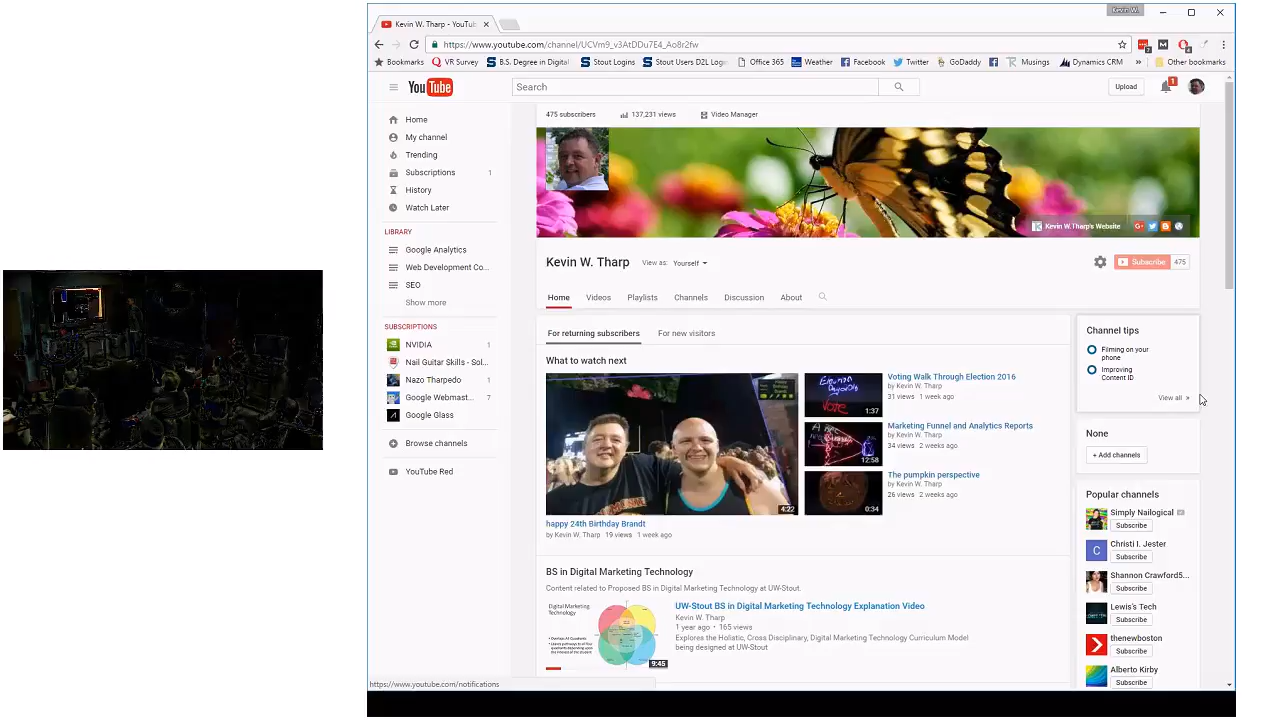 Kevin W.
Kevin W. Tharp - YouTub
https://www.youtube.com/channel/UCVm9_v3AtDDu7E4_Ao8r2fw
Bookmarks VR Survey B.S. Degree in Digital Stout Logins Stout Users D2L Login Office 365 Weather Facebook Twitter GoDaddy Musings Dynamics CRM » Other bookmarks
YouTube Search Upload 1
475 subscribers 137,231 views Video Manager
Home
My channel
Trending
Subscriptions 1
History
Watch Later
LIBRARY
Google Analytics
Web Development Co...
SEO
Show more
SUBSCRIPTIONS
NVIDIA 1
Nail Guitar Skills - Sol...
Nazo Tharpedo 1
Google Webmast... 7
Google Glass
Browse channels
YouTube Red
Kevin W.Tharp's Website
Kevin W. Tharp View as: Yourself Subscribe 475
Home Videos Playlists Channels Discussion About
For returning subscribers For new visitors
What to watch next
4:22
happy 24th Birthday Brandt
by Kevin W. Tharp 19 views 1 week ago
Vote
1:37
Voting Walk Through Election 2016
by Kevin W. Tharp
31 views 1 week ago
12:58
Marketing Funnel and Analytics Reports
by Kevin W. Tharp
34 views 2 weeks ago
0:34
The pumpkin perspective
by Kevin W. Tharp
26 views 2 weeks ago
BS in Digital Marketing Technology
Content related to Proposed BS in Digital Marketing Technology at UW-Stout.
Digital Marketing
Technology
9:45
UW-Stout BS in Digital Marketing Technology Explanation Video
Kevin W. Tharp
1 year ago • 165 views
Explores the Holistic, Cross Disciplinary, Digital Marketing Technology Curriculum Model
being designed at UW-Stout
Channel tips
Filming on your
phone
Improving
Content ID
View all »
None
+ Add channels
Popular channels
Simply Nailogical
Subscribe
Christi I. Jester
Subscribe
Shannon Crawford5...
Subscribe
Lewis's Tech
Subscribe
thenewboston
Subscribe
Alberto Kirby
Subscribe
https://www.youtube.com/notifications